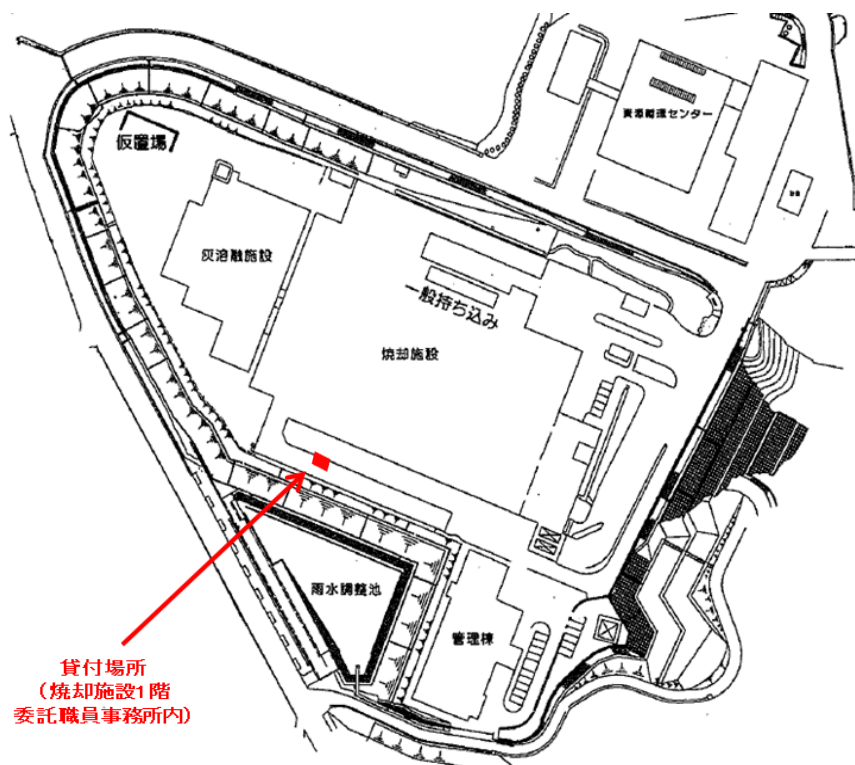 資源循環センター
仮置場
灰溶融施設
一般持ち込み
焼却施設
雨水調整池
管理棟
貸付場所
（焼却施設1階
委託職員事務所内）